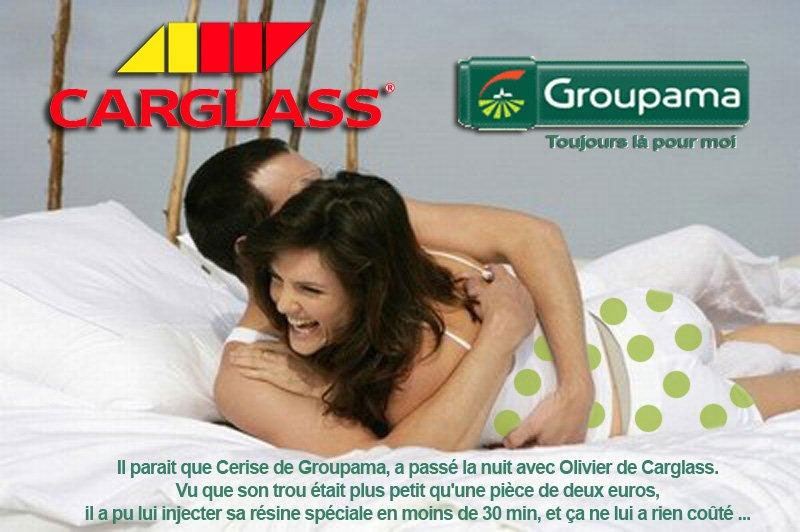 CARGLASS®
Groupama
Toujours là pour moi
Il parait que Cerise de Groupama, a passé la nuit avec Olivier de Carglass.
Vu que son trou était plus petit qu'une pièce de deux euros,
il a pu lui injecter sa résine spéciale en moins de 30 min, et ça ne lui a rien coûté ...